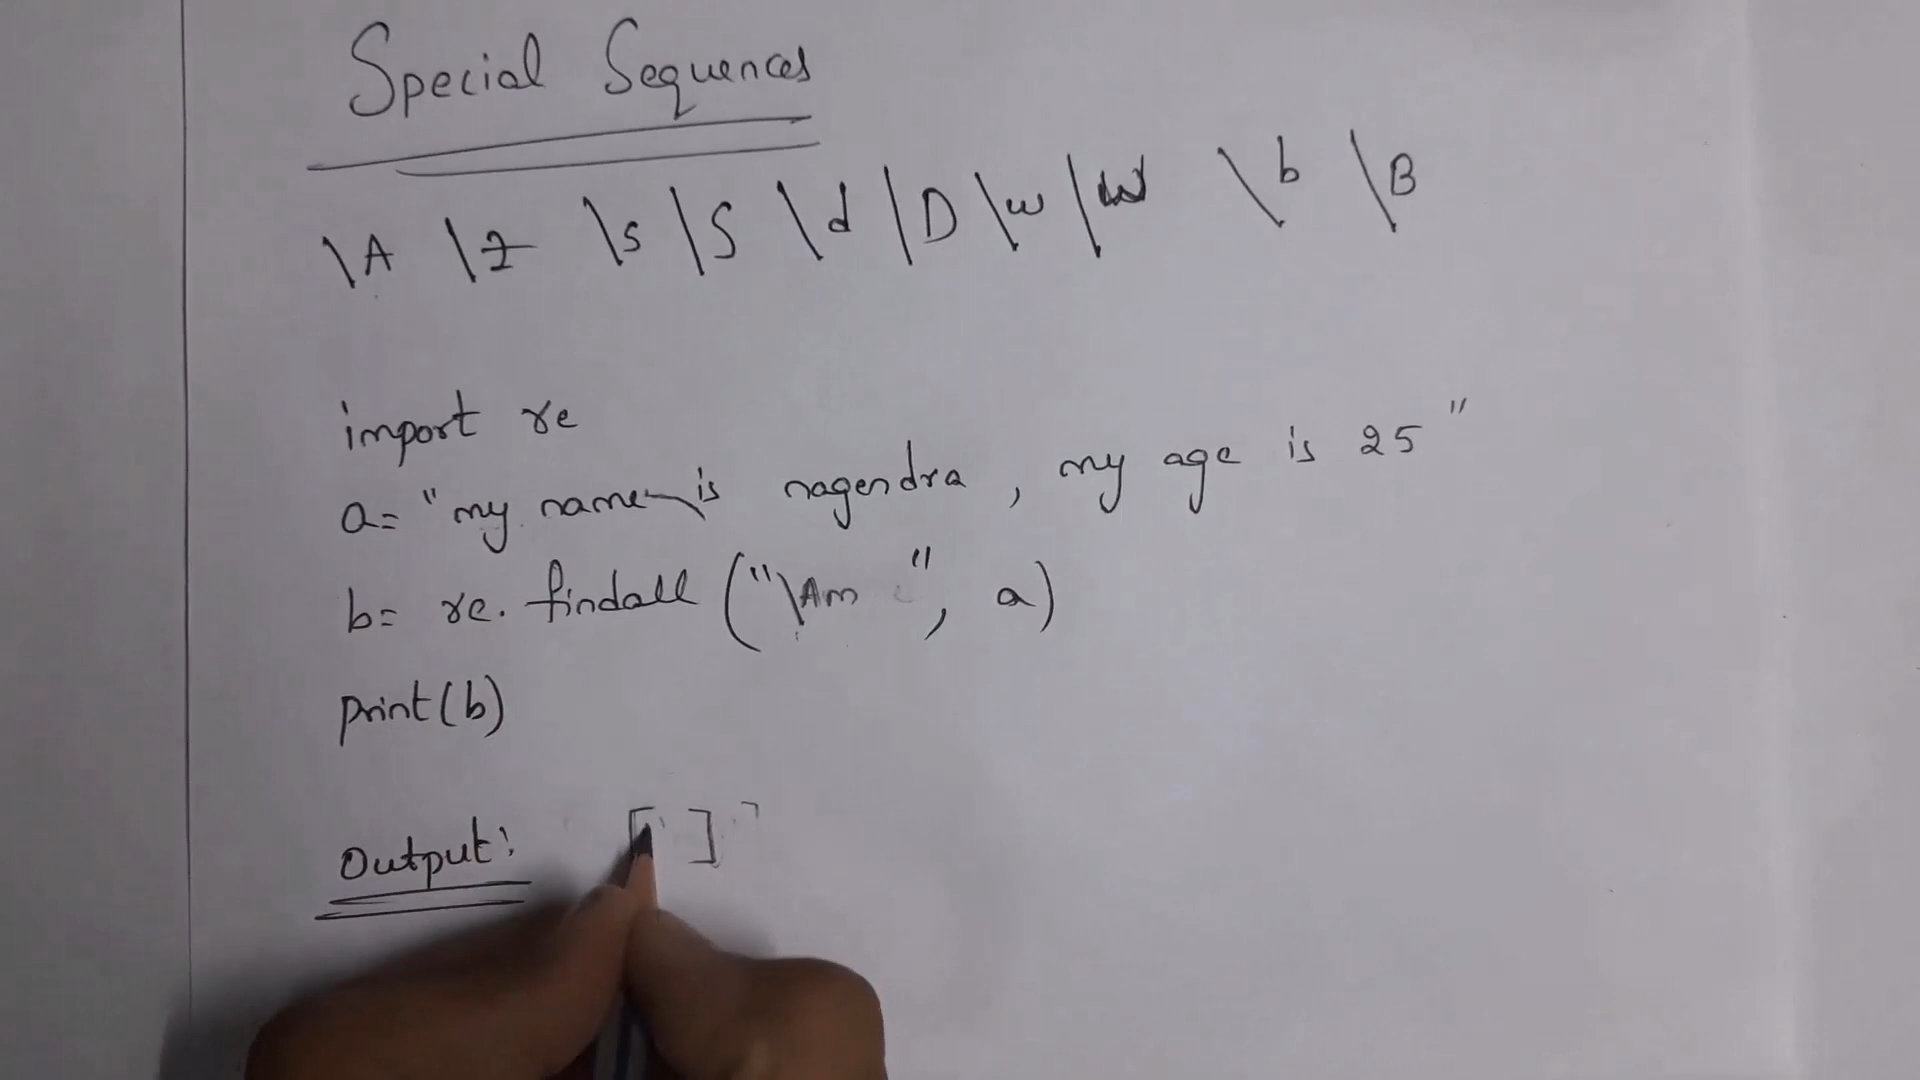 Special Sequences
\A \Z \s \S \d \D \w \W \b \B
import re
a= "my name is nagendra, my age is 25"
b= re.findall("\Am", a)
print(b)
Output: [ ]